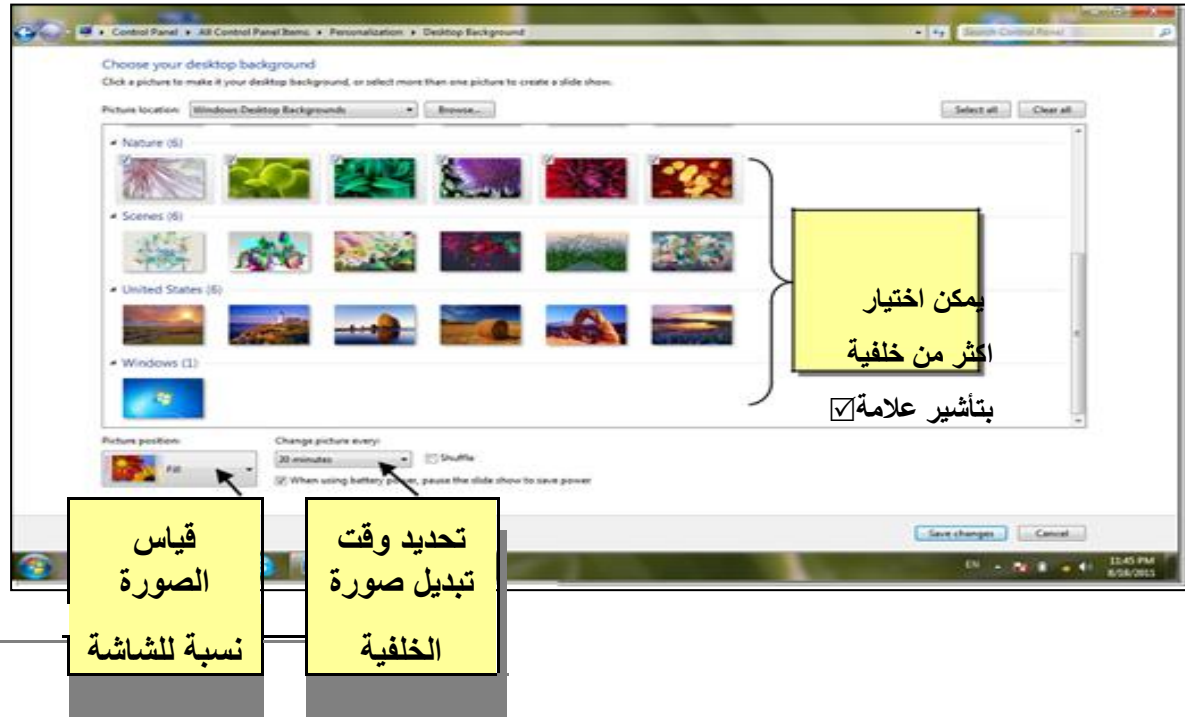 Control Panel ▸ All Control Panel Items ▸ Personalization ▸ Desktop Background
Search Control Panel
Choose your desktop background
Click a picture to make it your desktop background, or select more than one picture to create a slide show.
Picture location: Windows Desktop Backgrounds Browse... Select all Clear all
Nature (6)
Scenes (6)
United States (6)
Windows (1)
يمكن اختيار
اكثر من خلفية
بتأشير علامة☑
Picture position: Change picture every:
Fill 20 minutes Shuffle
When using battery power, pause the slide show to save power
قياس
الصورة
نسبة للشاشة
تحديد وقت
تبديل صورة
الخلفية
Save changes Cancel
EN 11:45 PM
8/18/2015